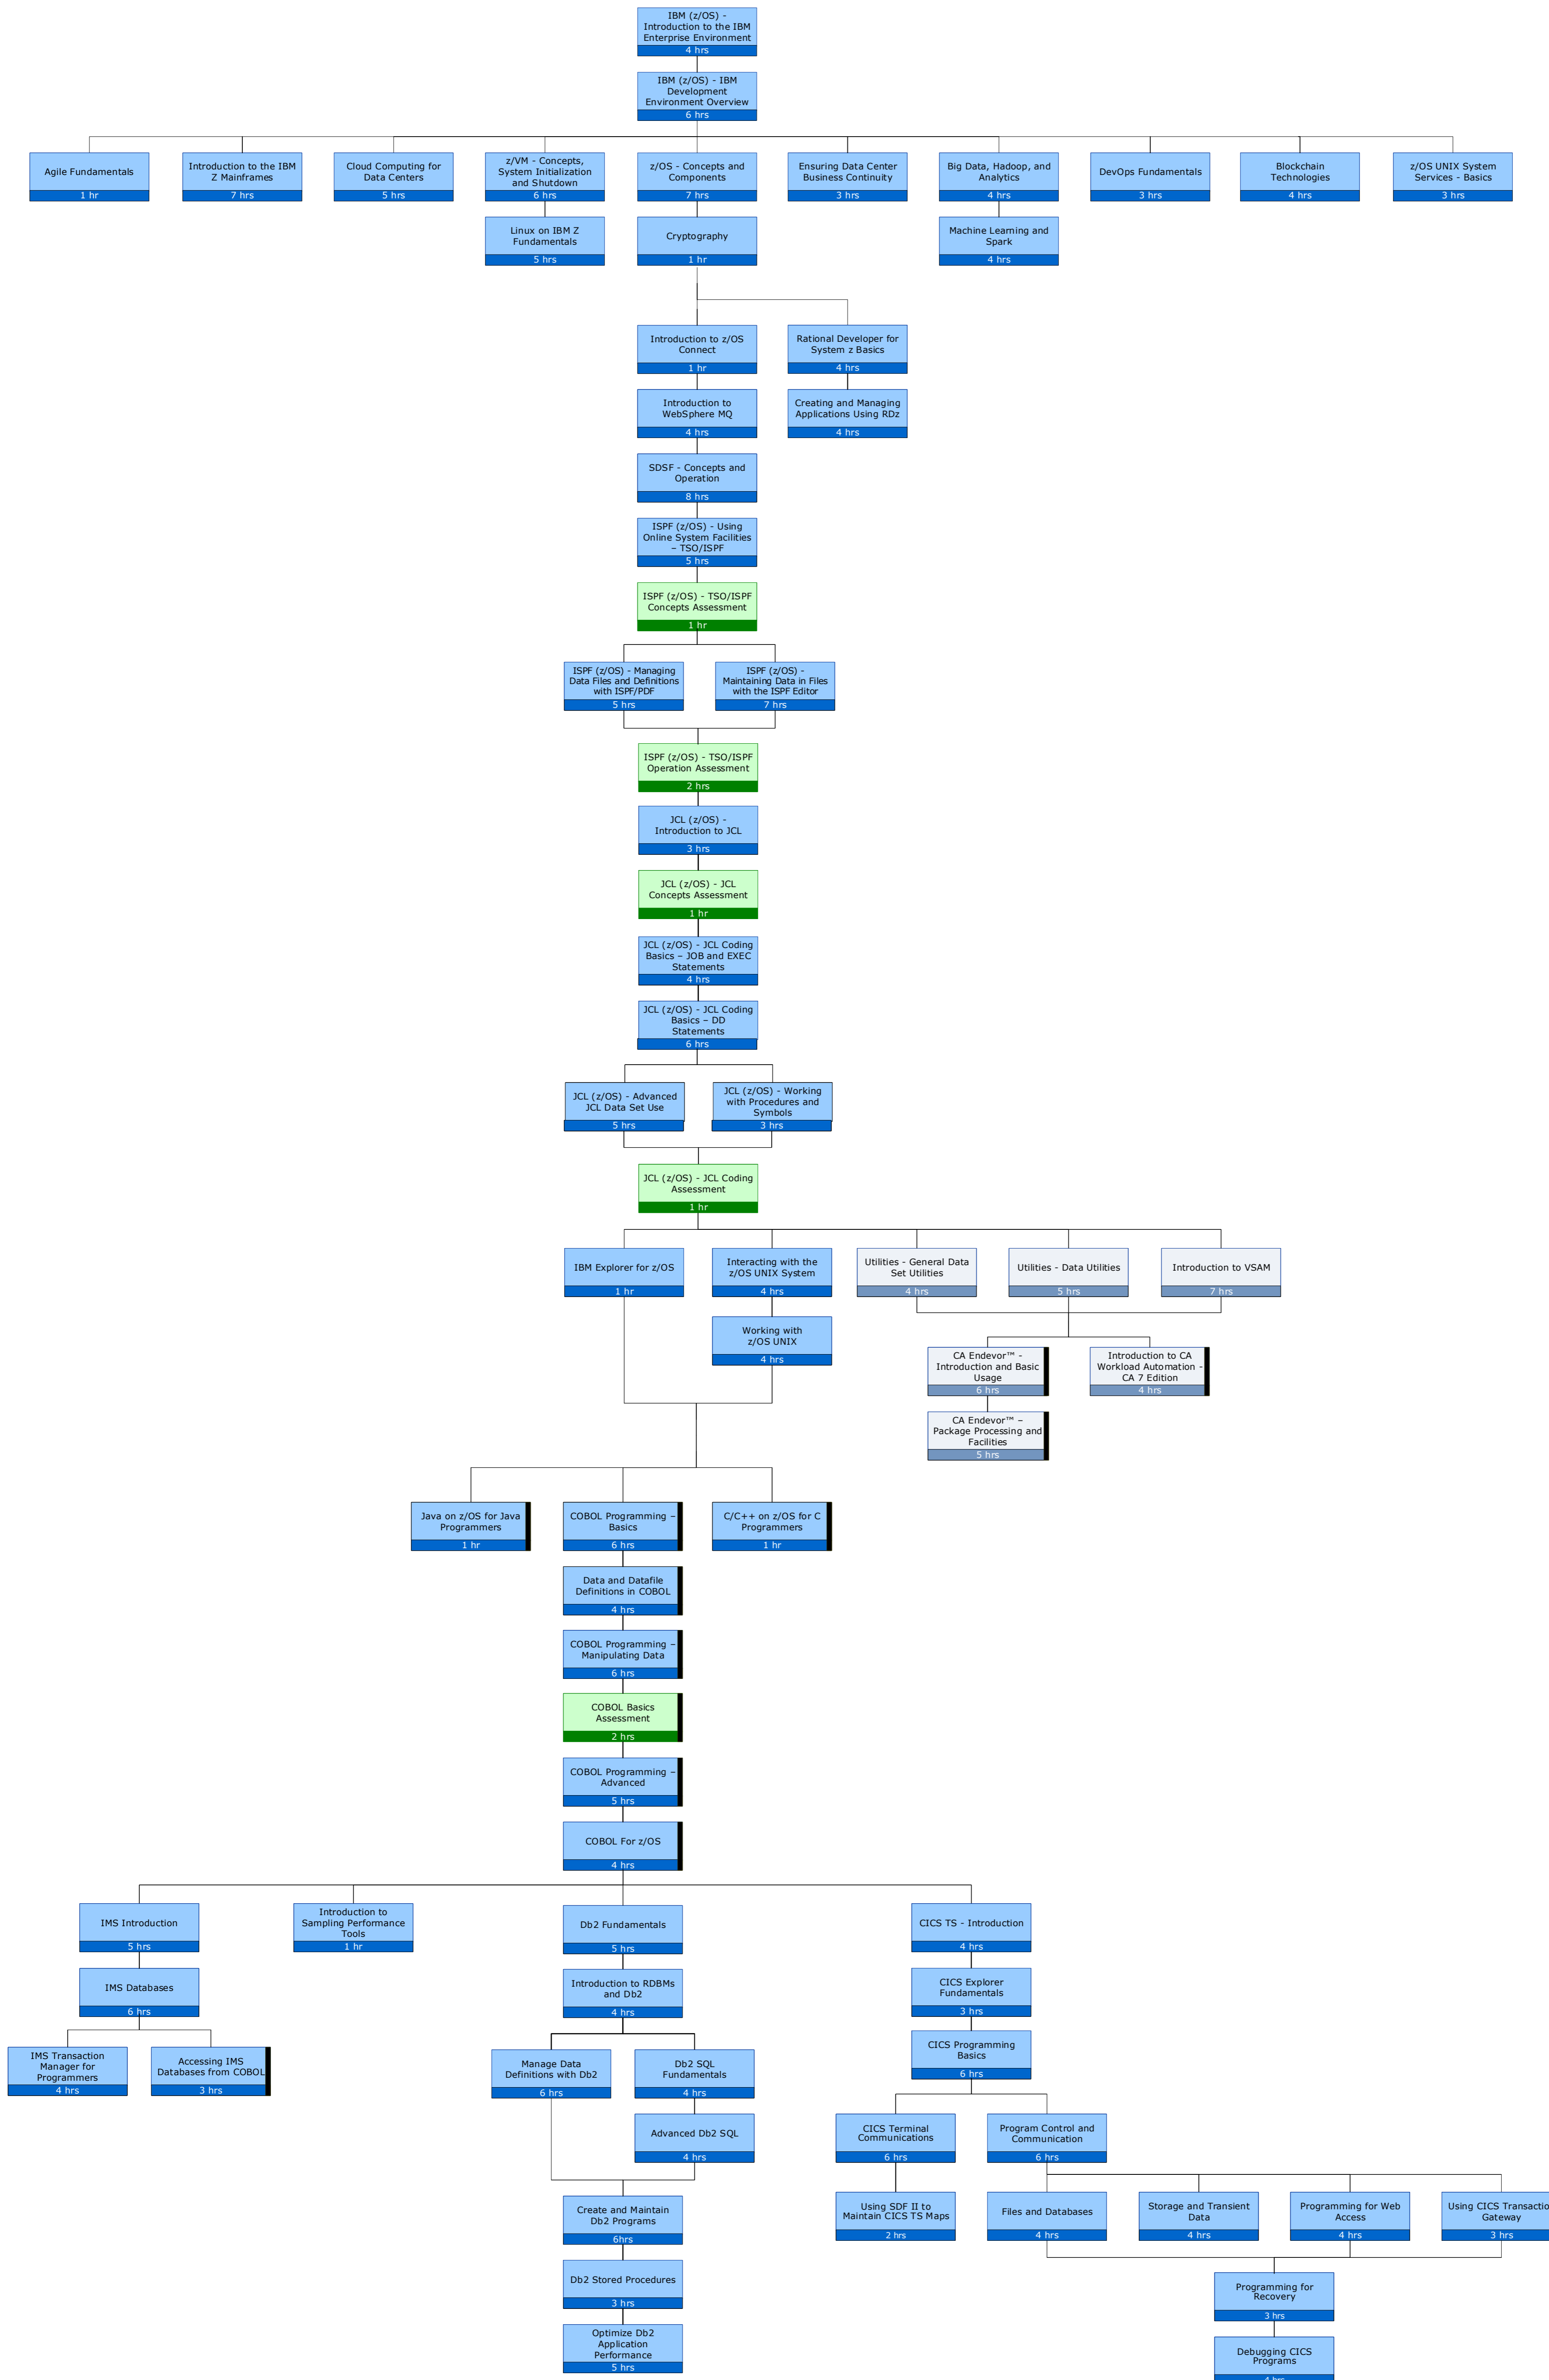 IBM (z/OS) -
Introduction to the IBM
Enterprise Environment
4 hrs
IBM (z/OS) - IBM
Development
Environment Overview
6 hrs
Agile Fundamentals
1 hr
Introduction to the IBM
Z Mainframes
7 hrs
Cloud Computing for
Data Centers
5 hrs
z/VM - Concepts,
System Initialization
and Shutdown
6 hrs
z/OS - Concepts and
Components
7 hrs
Ensuring Data Center
Business Continuity
3 hrs
Big Data, Hadoop, and
Analytics
4 hrs
DevOps Fundamentals
3 hrs
Blockchain
Technologies
4 hrs
z/OS UNIX System
Services - Basics
3 hrs
Linux on IBM Z
Fundamentals
5 hrs
Cryptography
1 hr
Machine Learning and
Spark
4 hrs
Introduction to z/OS
Connect
1 hr
Rational Developer for
System z Basics
4 hrs
Introduction to
WebSphere MQ
4 hrs
Creating and Managing
Applications Using RDz
4 hrs
SDSF - Concepts and
Operation
8 hrs
ISPF (z/OS) - Using
Online System Facilities
– TSO/ISPF
5 hrs
ISPF (z/OS) - TSO/ISPF
Concepts Assessment
1 hr
ISPF (z/OS) - Managing
Data Files and Definitions
with ISPF/PDF
5 hrs
ISPF (z/OS) -
Maintaining Data in Files
with the ISPF Editor
7 hrs
ISPF (z/OS) - TSO/ISPF
Operation Assessment
2 hrs
JCL (z/OS) -
Introduction to JCL
3 hrs
JCL (z/OS) - JCL
Concepts Assessment
1 hr
JCL (z/OS) - JCL Coding
Basics – JOB and EXEC
Statements
4 hrs
JCL (z/OS) - JCL Coding
Basics – DD
Statements
6 hrs
JCL (z/OS) - Advanced
JCL Data Set Use
5 hrs
JCL (z/OS) - Working
with Procedures and
Symbols
3 hrs
JCL (z/OS) - JCL Coding
Assessment
1 hr
IBM Explorer for z/OS
1 hr
Interacting with the
z/OS UNIX System
4 hrs
Utilities - General Data
Set Utilities
4 hrs
Utilities - Data Utilities
5 hrs
Introduction to VSAM
7 hrs
Working with
z/OS UNIX
4 hrs
CA Endevor™ -
Introduction and Basic
Usage
6 hrs
Introduction to CA
Workload Automation -
CA 7 Edition
4 hrs
CA Endevor™ –
Package Processing and
Facilities
5 hrs
Java on z/OS for Java
Programmers
1 hr
COBOL Programming –
Basics
6 hrs
C/C++ on z/OS for C
Programmers
1 hr
Data and Datafile
Definitions in COBOL
4 hrs
COBOL Programming –
Manipulating Data
6 hrs
COBOL Basics
Assessment
2 hrs
COBOL Programming –
Advanced
5 hrs
COBOL For z/OS
4 hrs
IMS Introduction
5 hrs
Introduction to
Sampling Performance
Tools
1 hr
Db2 Fundamentals
5 hrs
CICS TS - Introduction
4 hrs
IMS Databases
6 hrs
Introduction to RDBMs
and Db2
4 hrs
CICS Explorer
Fundamentals
3 hrs
IMS Transaction
Manager for
Programmers
4 hrs
Accessing IMS
Databases from COBOL
3 hrs
Manage Data
Definitions with Db2
6 hrs
Db2 SQL
Fundamentals
4 hrs
CICS Programming
Basics
6 hrs
Advanced Db2 SQL
4 hrs
CICS Terminal
Communications
6 hrs
Program Control and
Communication
6 hrs
Create and Maintain
Db2 Programs
6hrs
Using SDF II to
Maintain CICS TS Maps
2 hrs
Files and Databases
4 hrs
Storage and Transient
Data
4 hrs
Programming for Web
Access
4 hrs
Using CICS Transactio
Gateway
3 hrs
Db2 Stored Procedures
3 hrs
Programming for
Recovery
3 hrs
Optimize Db2
Application
Performance
5 hrs
Debugging CICS
Programs